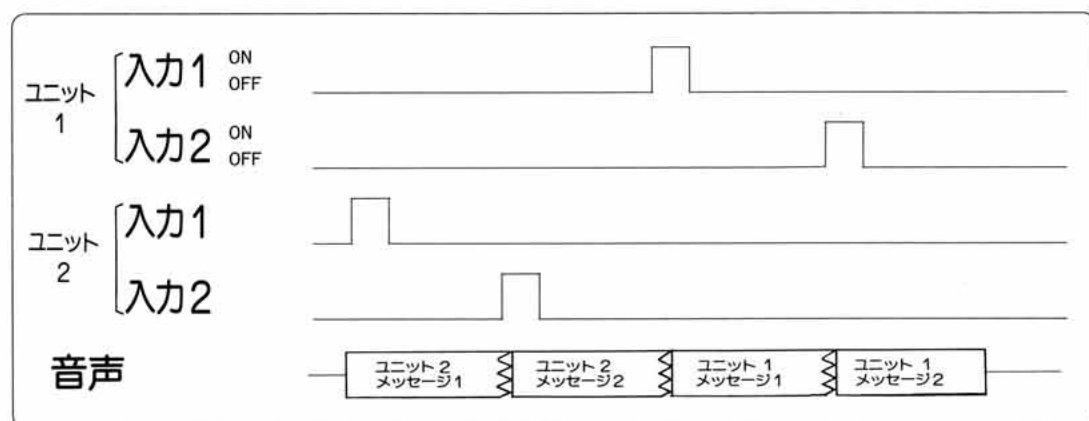 ユニット
1
入力1 ON
OFF
入力2 ON
OFF
ユニット
2
入力1
入力2
音声
ユニット 2
メッセージ1
ユニット 2
メッセージ2
ユニット 1
メッセージ1
ユニット 1
メッセージ2